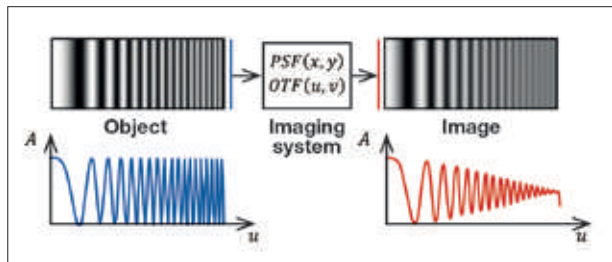 PSF(x, y)
OTF(u, v)
Object
Imaging
system
Image
A
u
A
u